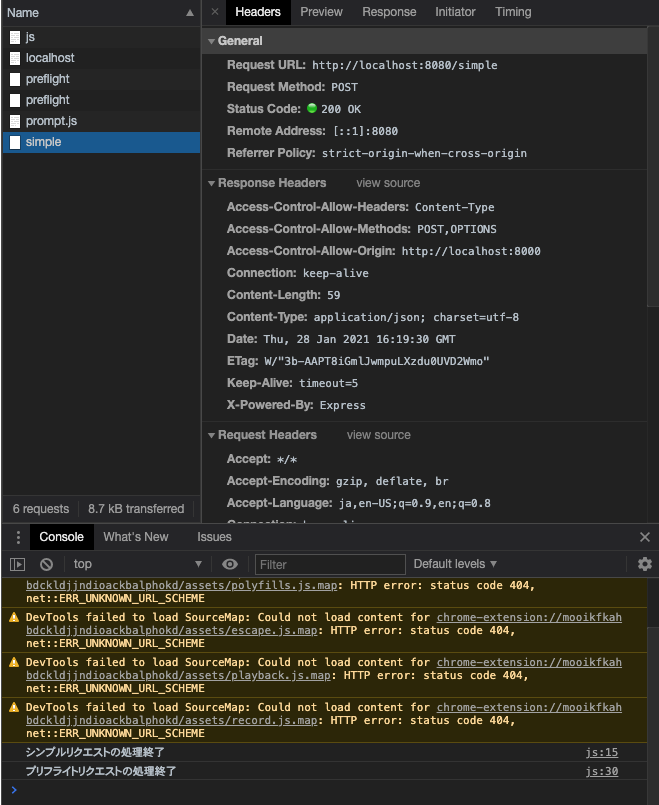 Name
js
localhost
preflight
preflight
prompt.js
simple
6 requests 8.7 kB transferred
Headers Preview Response Initiator Timing
General
Request URL: http://localhost:8080/simple
Request Method: POST
Status Code: 200 OK
Remote Address: [::1]:8080
Referrer Policy: strict-origin-when-cross-origin
Response Headers view source
Access-Control-Allow-Headers: Content-Type
Access-Control-Allow-Methods: POST,OPTIONS
Access-Control-Allow-Origin: http://localhost:8000
Connection: keep-alive
Content-Length: 59
Content-Type: application/json; charset=utf-8
Date: Thu, 28 Jan 2021 16:19:30 GMT
ETag: W/"3b-AAPT8iGmlJwmpuLXzdu0UVD2Wmo"
Keep-Alive: timeout=5
X-Powered-By: Express
Request Headers view source
Accept: */*
Accept-Encoding: gzip, deflate, br
Accept-Language: ja,en-US;q=0.9,en;q=0.8
Console What's New Issues
top Filter Default levels
bdckldjjndioackbalphokd/assets/polyfills.js.map: HTTP error: status code 404,
net::ERR_UNKNOWN_URL_SCHEME
DevTools failed to load SourceMap: Could not load content for chrome-extension://mooikfkah
bdckldjjndioackbalphokd/assets/escape.js.map: HTTP error: status code 404,
net::ERR_UNKNOWN_URL_SCHEME
DevTools failed to load SourceMap: Could not load content for chrome-extension://mooikfkah
bdckldjjndioackbalphokd/assets/playback.js.map: HTTP error: status code 404,
net::ERR_UNKNOWN_URL_SCHEME
DevTools failed to load SourceMap: Could not load content for chrome-extension://mooikfkah
bdckldjjndioackbalphokd/assets/record.js.map: HTTP error: status code 404,
net::ERR_UNKNOWN_URL_SCHEME
シンプルリクエストの処理終了 js:15
プリフライトリクエストの処理終了 js:30